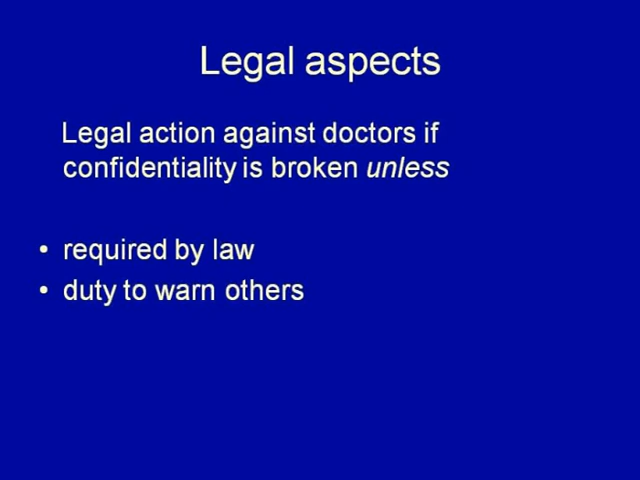 Legal aspects
Legal action against doctors if
confidentiality is broken unless
• required by law
• duty to warn others